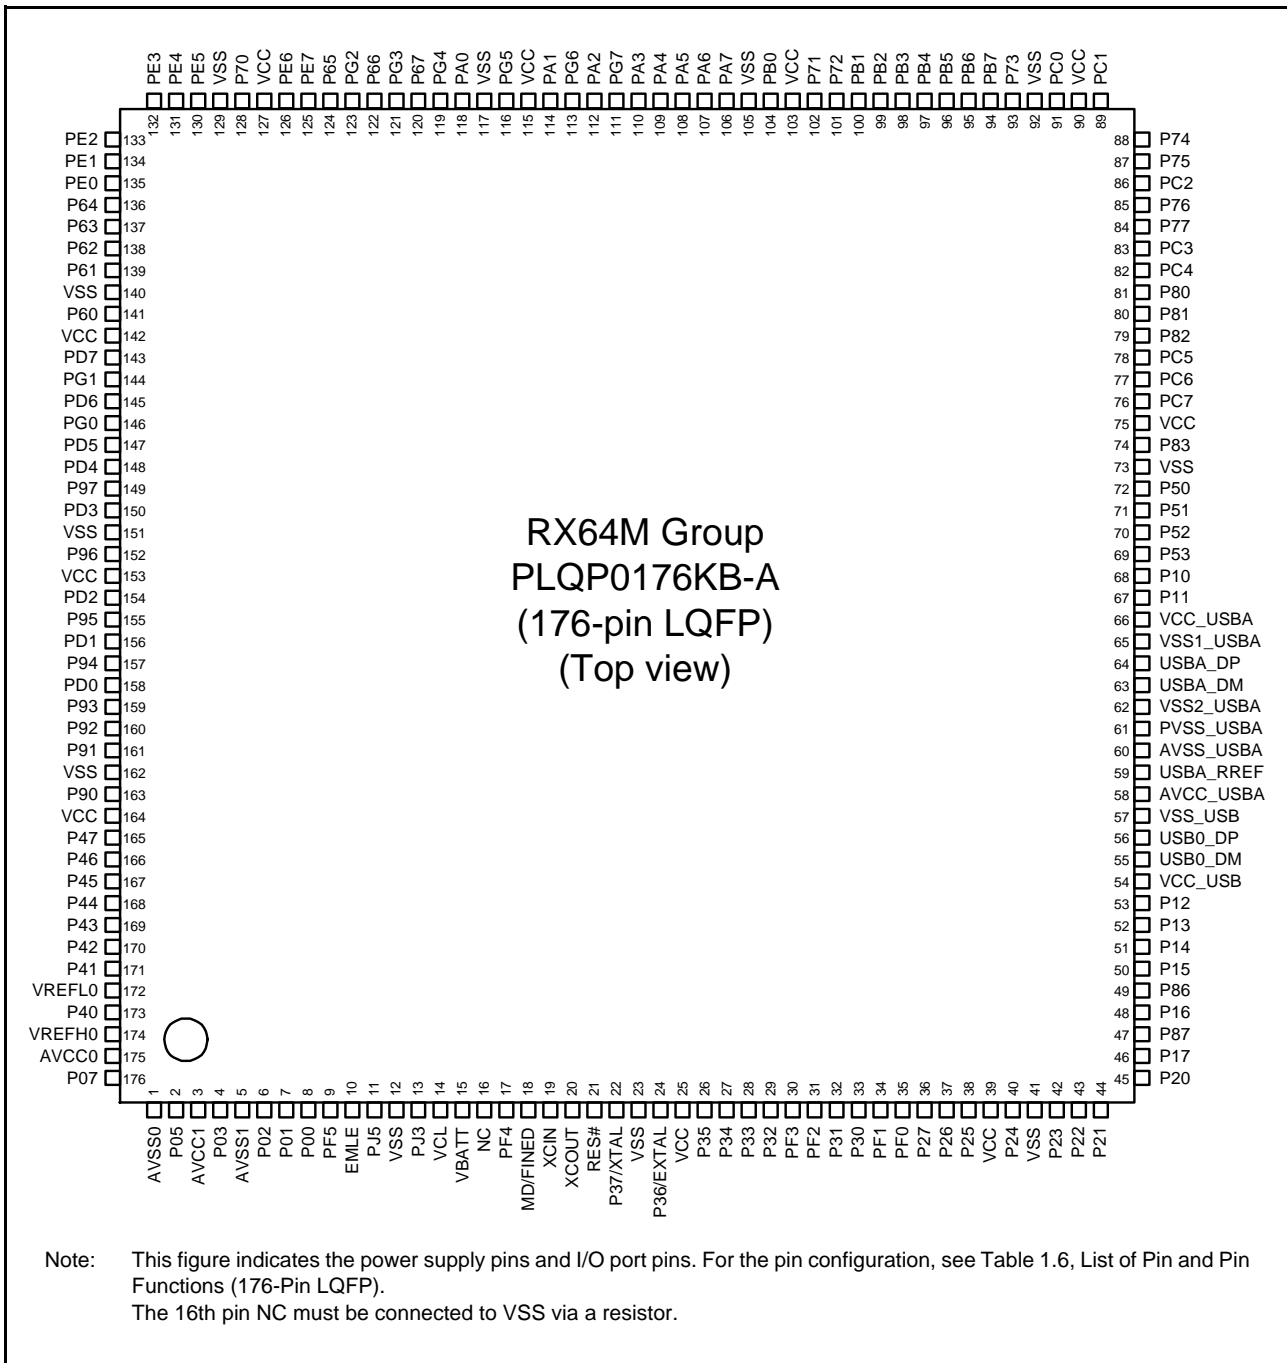 PE3 PE4 PE5 VSS P70 VCC PE6 PE7 P65 PG2 P66 PG3 P67 PG4 PA0 VSS PG5 VCC PA1 PG6 PA2 PG7 PA3 PA4 PA5 PA6 PA7 VSS PB0 VCC P71 P72 PB1 PB2 PB3 PB4 PB5 PB6 PB7 P73 VSS PC0 VCC PC1
132 131 130 129 128 127 126 125 124 123 122 121 120 119 118 117 116 115 114 113 112 111 110 109 108 107 106 105 104 103 102 101 100 99 98 97 96 95 94 93 92 91 90 89
PE2 133 88 P74
PE1 134 87 P75
PE0 135 86 PC2
P64 136 85 P76
P63 137 84 P77
P62 138 83 PC3
P61 139 82 PC4
VSS 140 81 P80
P60 141 80 P81
VCC 142 79 P82
PD7 143 78 PC5
PG1 144 77 PC6
PD6 145 76 PC7
PG0 146 75 VCC
PD5 147 74 P83
PD4 148 73 VSS
P97 149 72 P50
PD3 150 71 P51
VSS 151 70 P52
P96 152 69 P53
VCC 153 68 P10
PD2 154 67 P11
P95 155 66 VCC_USBA
PD1 156 65 VSS1_USBA
P94 157 64 USBA_DP
PD0 158 63 USBA_DM
P93 159 62 VSS2_USBA
P92 160 61 PVSS_USBA
P91 161 60 AVSS_USBA
VSS 162 59 USBA_RREF
P90 163 58 AVCC_USBA
VCC 164 57 VSS_USB
P47 165 56 USB0_DP
P46 166 55 USB0_DM
P45 167 54 VCC_USB
P44 168 53 P12
P43 169 52 P13
P42 170 51 P14
P41 171 50 P15
VREFL0 172 49 P86
P40 173 48 P16
VREFH0 174 47 P87
AVCC0 175 46 P17
P07 176 45 P20
RX64M Group
PLQP0176KB-A
(176-pin LQFP)
(Top view)
1 2 3 4 5 6 7 8 9 10 11 12 13 14 15 16 17 18 19 20 21 22 23 24 25 26 27 28 29 30 31 32 33 34 35 36 37 38 39 40 41 42 43 44
AVSS0 P05 AVCC1 P03 AVSS1 P02 P01 P00 PF5 EMLE PJ5 VSS PJ3 VCL VBATT NC PF4 MD/FINED XCIN XCOUT RES# P37/XTAL VSS P36/EXTAL VCC P35 P34 P33 P32 PF3 PF2 P31 P30 PF1 PF0 P27 P26 P25 VCC P24 VSS P23 P22 P21
Note: This figure indicates the power supply pins and I/O port pins. For the pin configuration, see Table 1.6, List of Pin and Pin
Functions (176-Pin LQFP).
The 16th pin NC must be connected to VSS via a resistor.